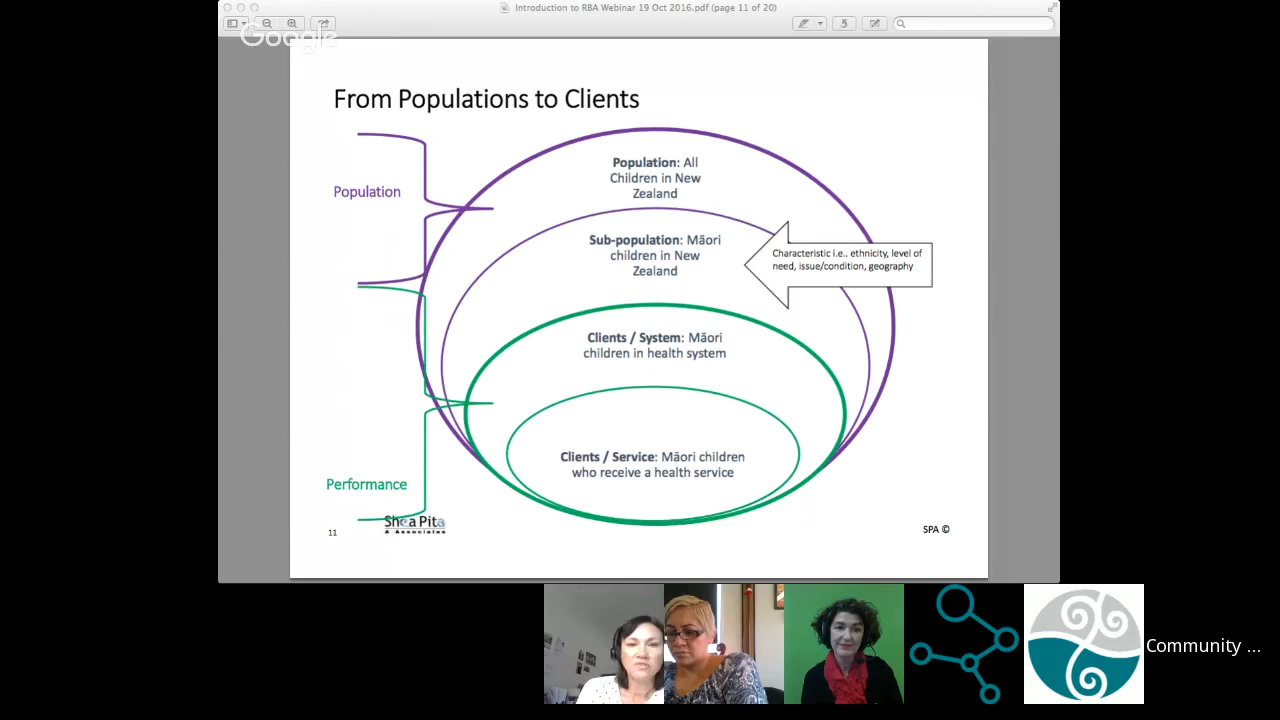 Introduction to RBA Webinar 19 Oct 2016.pdf (page 11 of 20)
Google
From Populations to Clients
Population
Population: All
Children in New
Zealand
Sub-population: Māori
children in New
Zealand
Characteristic i.e.. ethnicity, level of
need, issue/condition, geography
Clients / System: Māori
children in health system
Clients / Service: Māori children
who receive a health service
Performance
11
Shea Pita
& Associates
SPA ©
Community ...